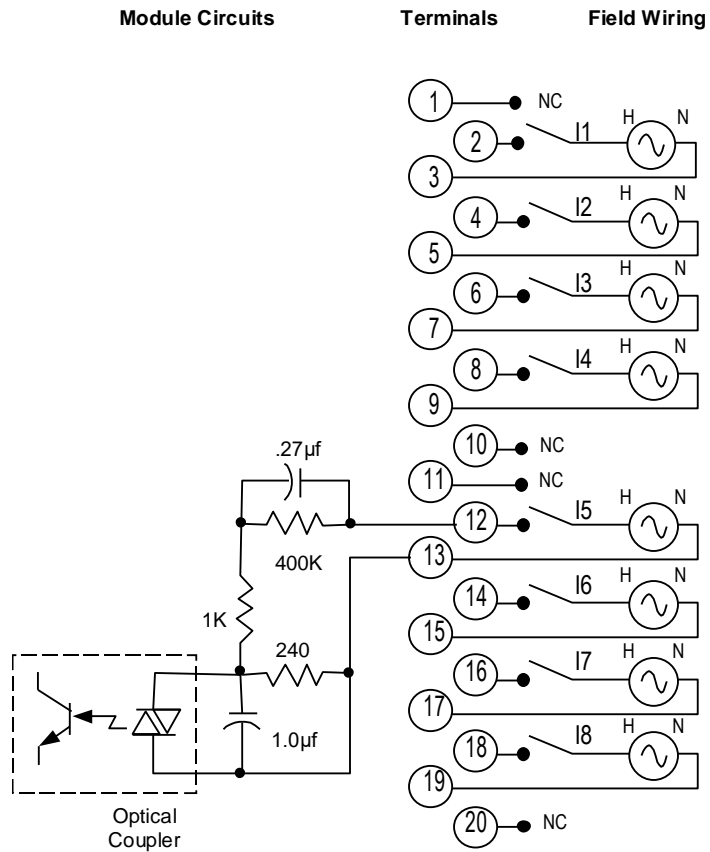 Module Circuits Terminals Field Wiring
1 NC
H N
2 I1
3
H N
4 I2
5
H N
6 I3
7
H N
8 I4
9
10 NC
.27µf
11 NC
H N
12 I5
400K
13
H N
14 I6
1K
15
240
H N
16 I7
17
H N
18 I8
1.0µf
19
Optical
Coupler
20 NC